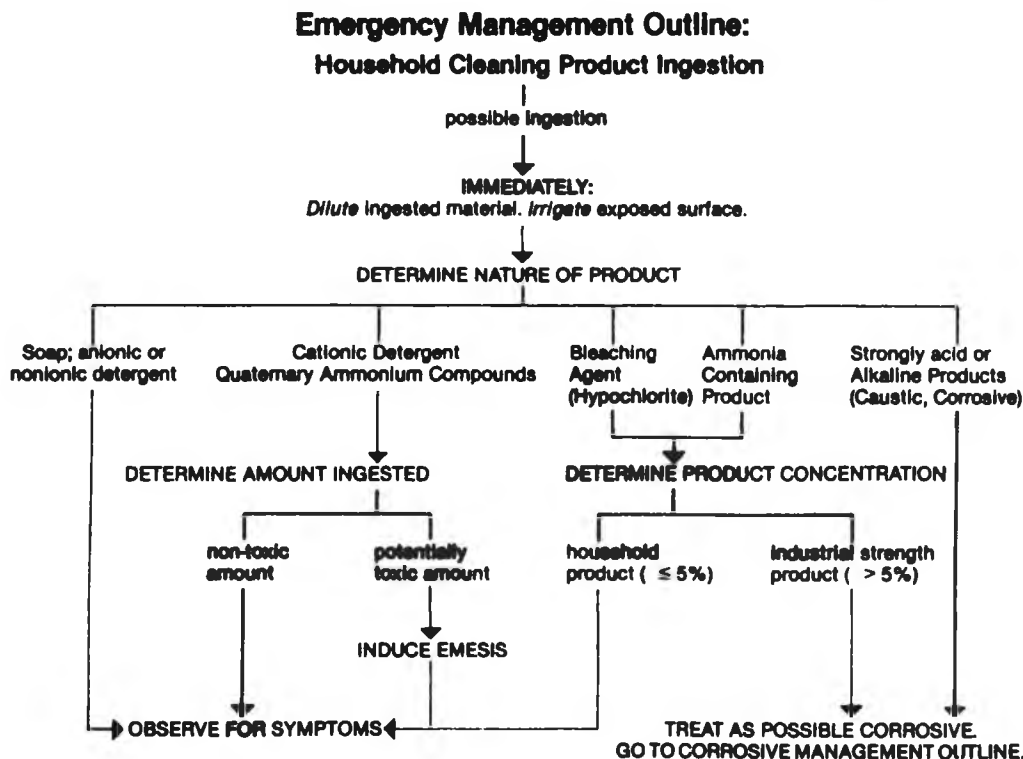 Emergency Management Outline:
Household Cleaning Product Ingestion
possible ingestion
IMMEDIATELY:
Dilute ingested material. Irrigate exposed surface.
DETERMINE NATURE OF PRODUCT
Soap; anionic or
nonionic detergent
Cationic Detergent
Quaternary Ammonium Compounds
Bleaching
Agent
(Hypochlorite)
Ammonia
Containing
Product
Strongly acid or
Alkaline Products
(Caustic, Corrosive)
DETERMINE AMOUNT INGESTED
DETERMINE PRODUCT CONCENTRATION
non-toxic
amount
potentially
toxic amount
household
product ( ≤ 5%)
industrial strength
product ( > 5%)
INDUCE EMESIS
OBSERVE FOR SYMPTOMS
TREAT AS POSSIBLE CORROSIVE.
GO TO CORROSIVE MANAGEMENT OUTLINE.